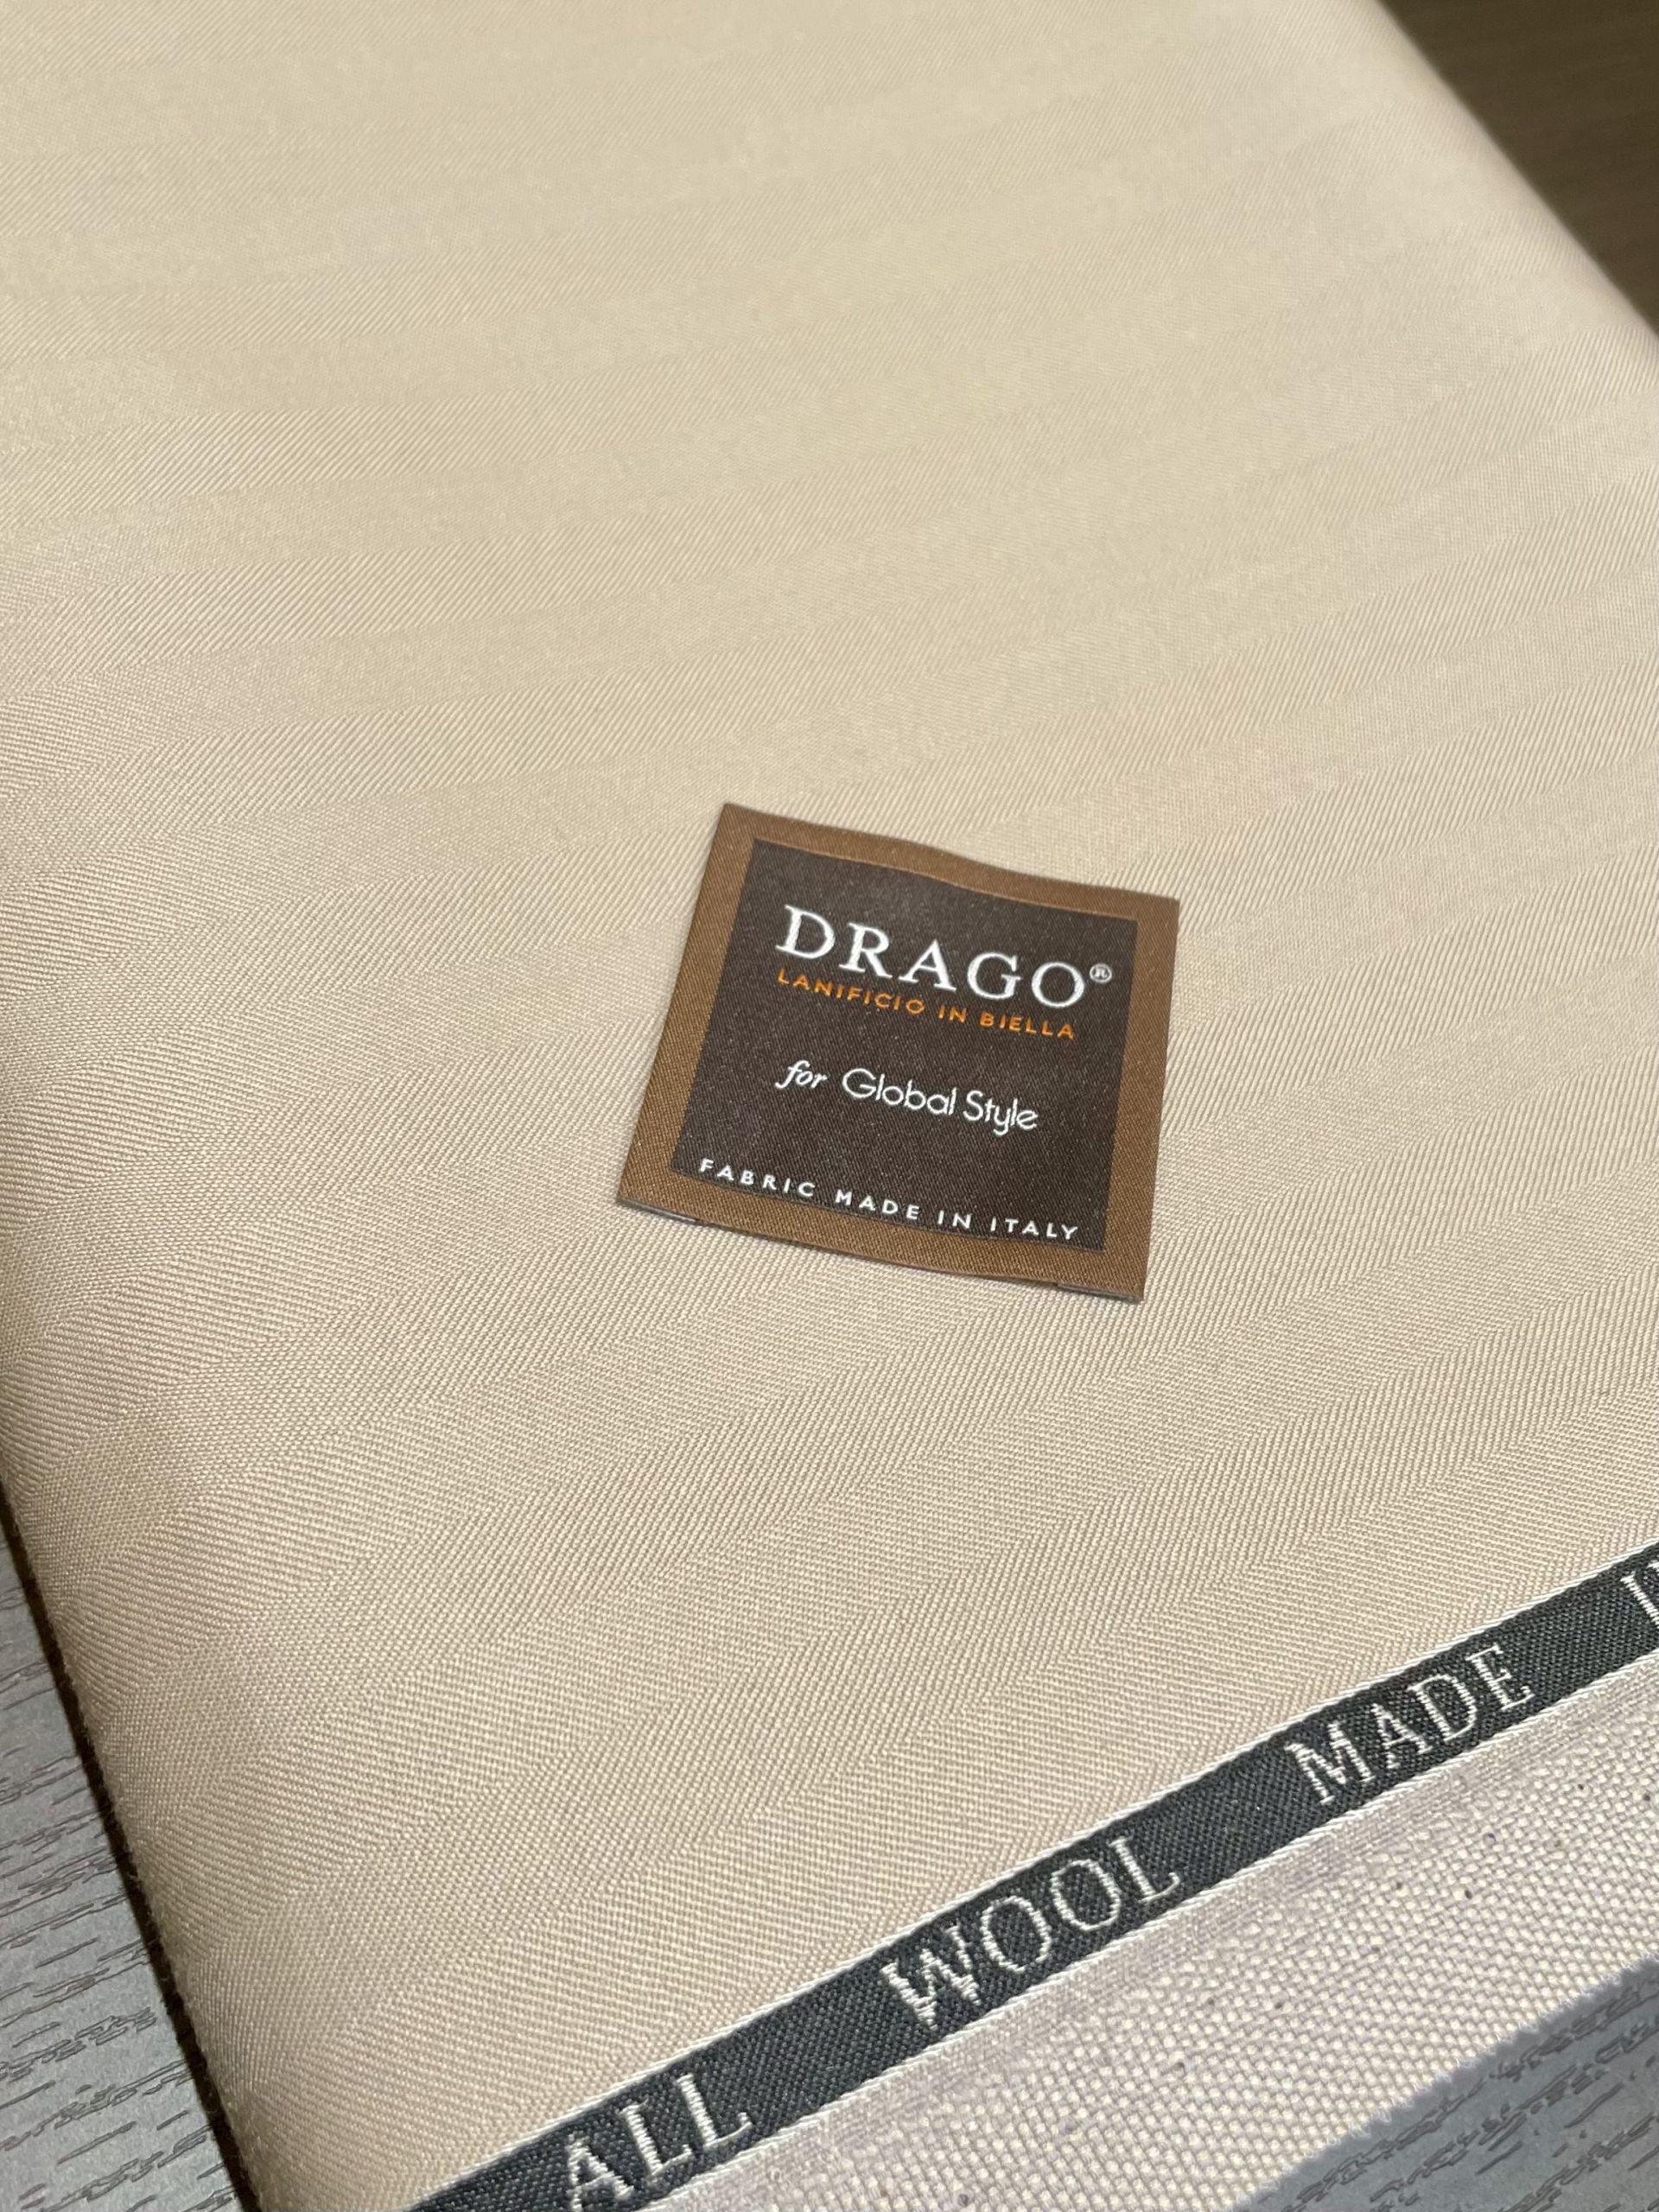 DRAGO®
LANIFICIO IN BIELLA
for Global Style
FABRIC MADE IN ITALY
ALL WOOL MADE